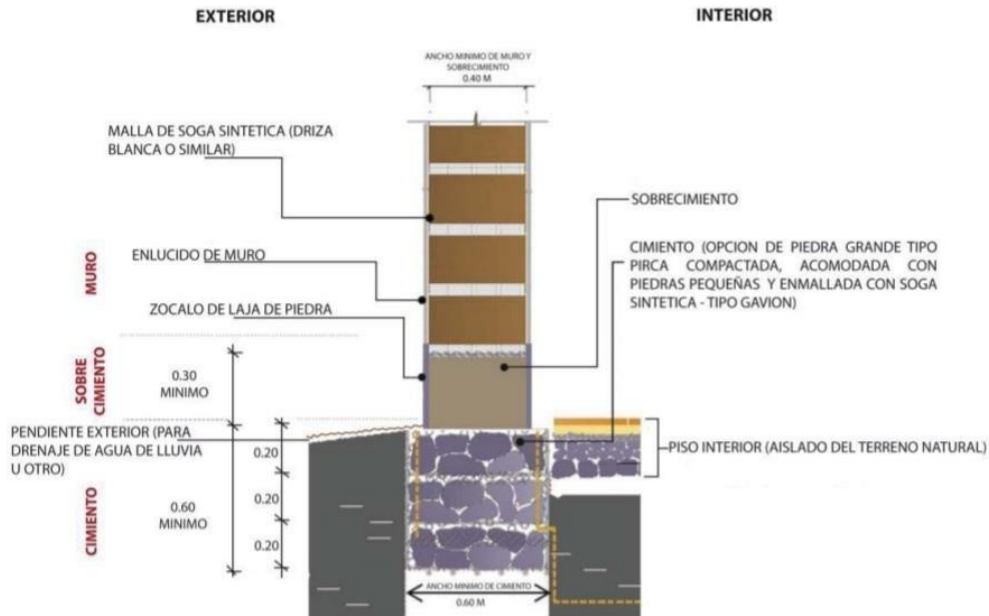 EXTERIOR
INTERIOR
ANCHO MINIMO DE MURO Y
SOBRECIMIENTO
0.40 M
MALLA DE SOGA SINTETICA (DRIZA
BLANCA O SIMILAR)
SOBRECIMIENTO
CIMIENTO (OPCION DE PIEDRA GRANDE TIPO
PIRCA COMPACTADA, ACOMODADA CON
PIEDRAS PEQUEÑAS Y ENMALLADA CON SOGA
SINTETICA - TIPO GAVION)
MURO
ENLUCIDO DE MURO
ZOCALO DE LAJA DE PIEDRA
SOBRE
CIMIENTO
0.30
MINIMO
PENDIENTE EXTERIOR (PARA
DRENAJE DE AGUA DE LLUVIA
U OTRO)
0.20
PISO INTERIOR (AISLADO DEL TERRENO NATURAL)
CIMIENTO
0.60
MINIMO
0.20
0.20
ANCHO MINIMO DE CIMIENTO
0.60 M